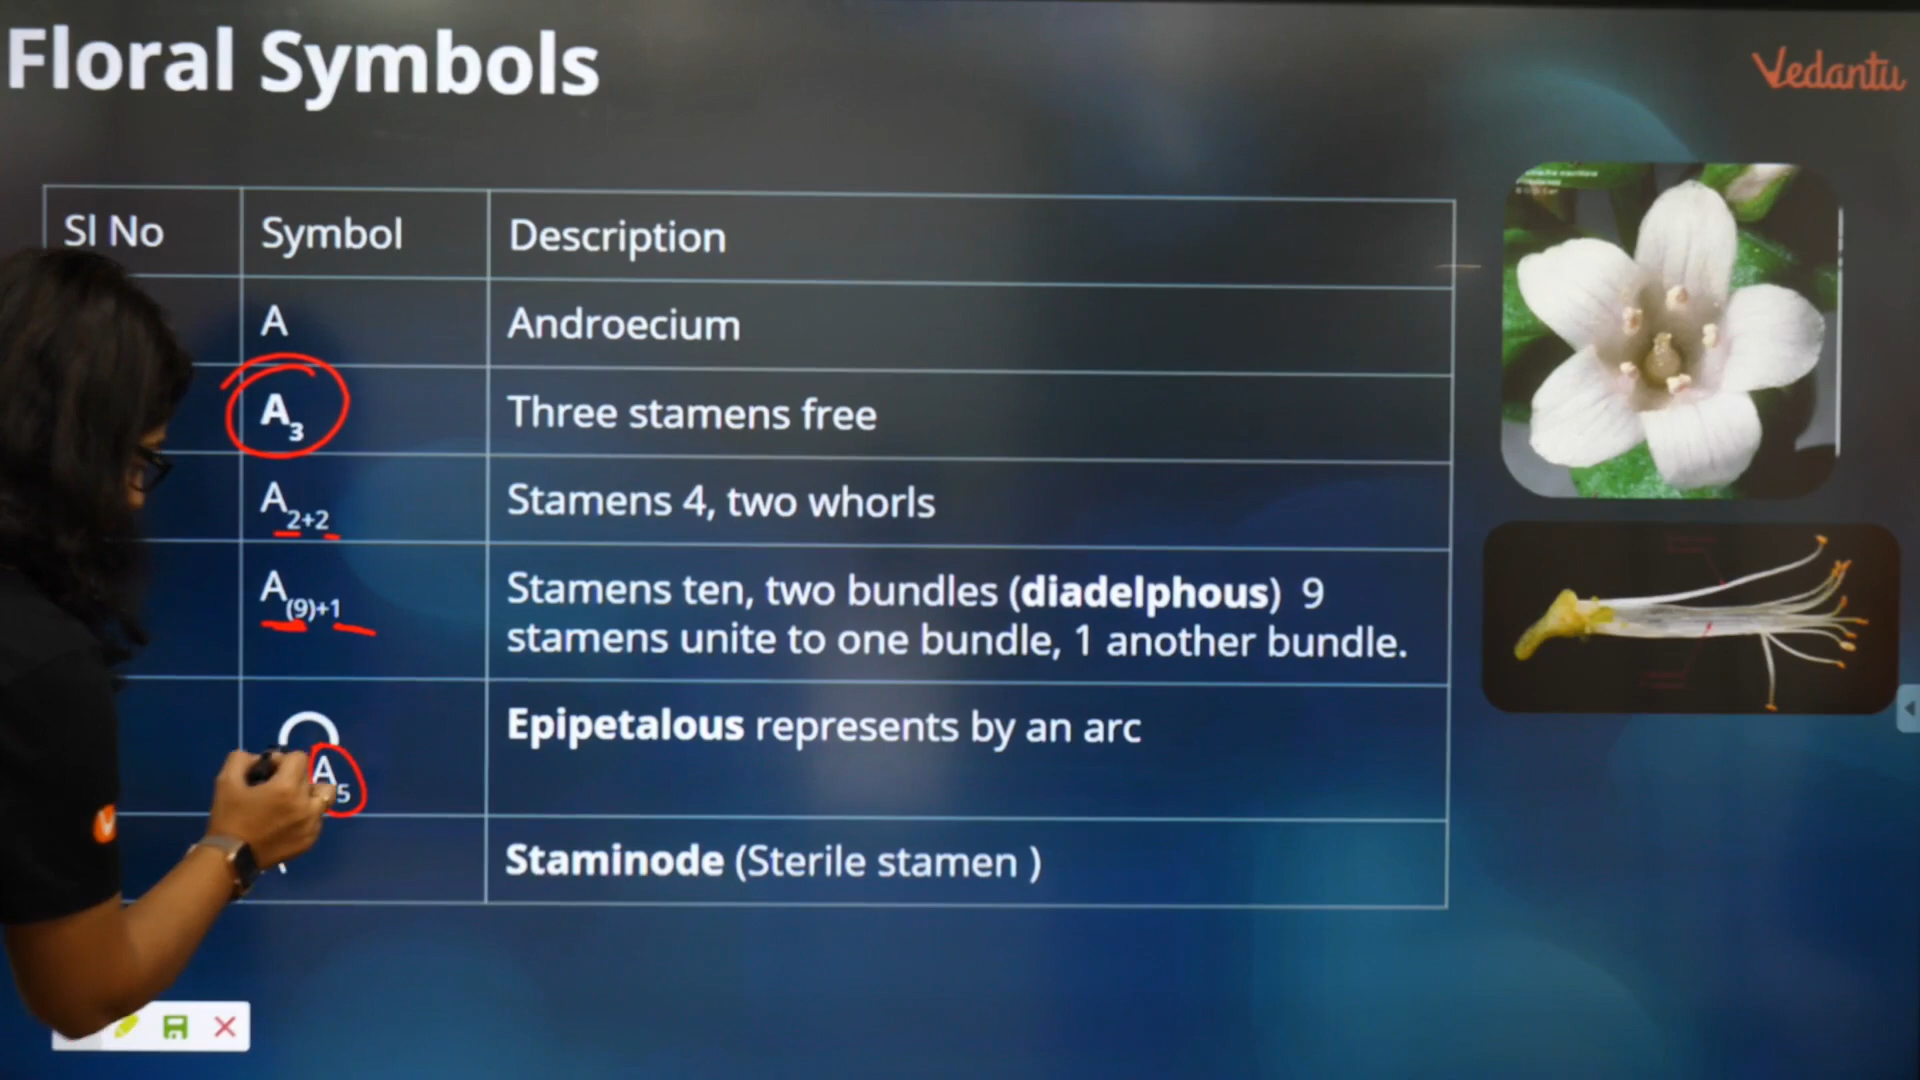 Floral Symbols
Vedantu
Sl No Symbol Description
A Androecium
A3 Three stamens free
A2+2 Stamens 4, two whorls
A(9)+1 Stamens ten, two bundles (diadelphous) 9
stamens unite to one bundle, 1 another bundle.
Epipetalous represents by an arc
A5
Staminode (Sterile stamen )